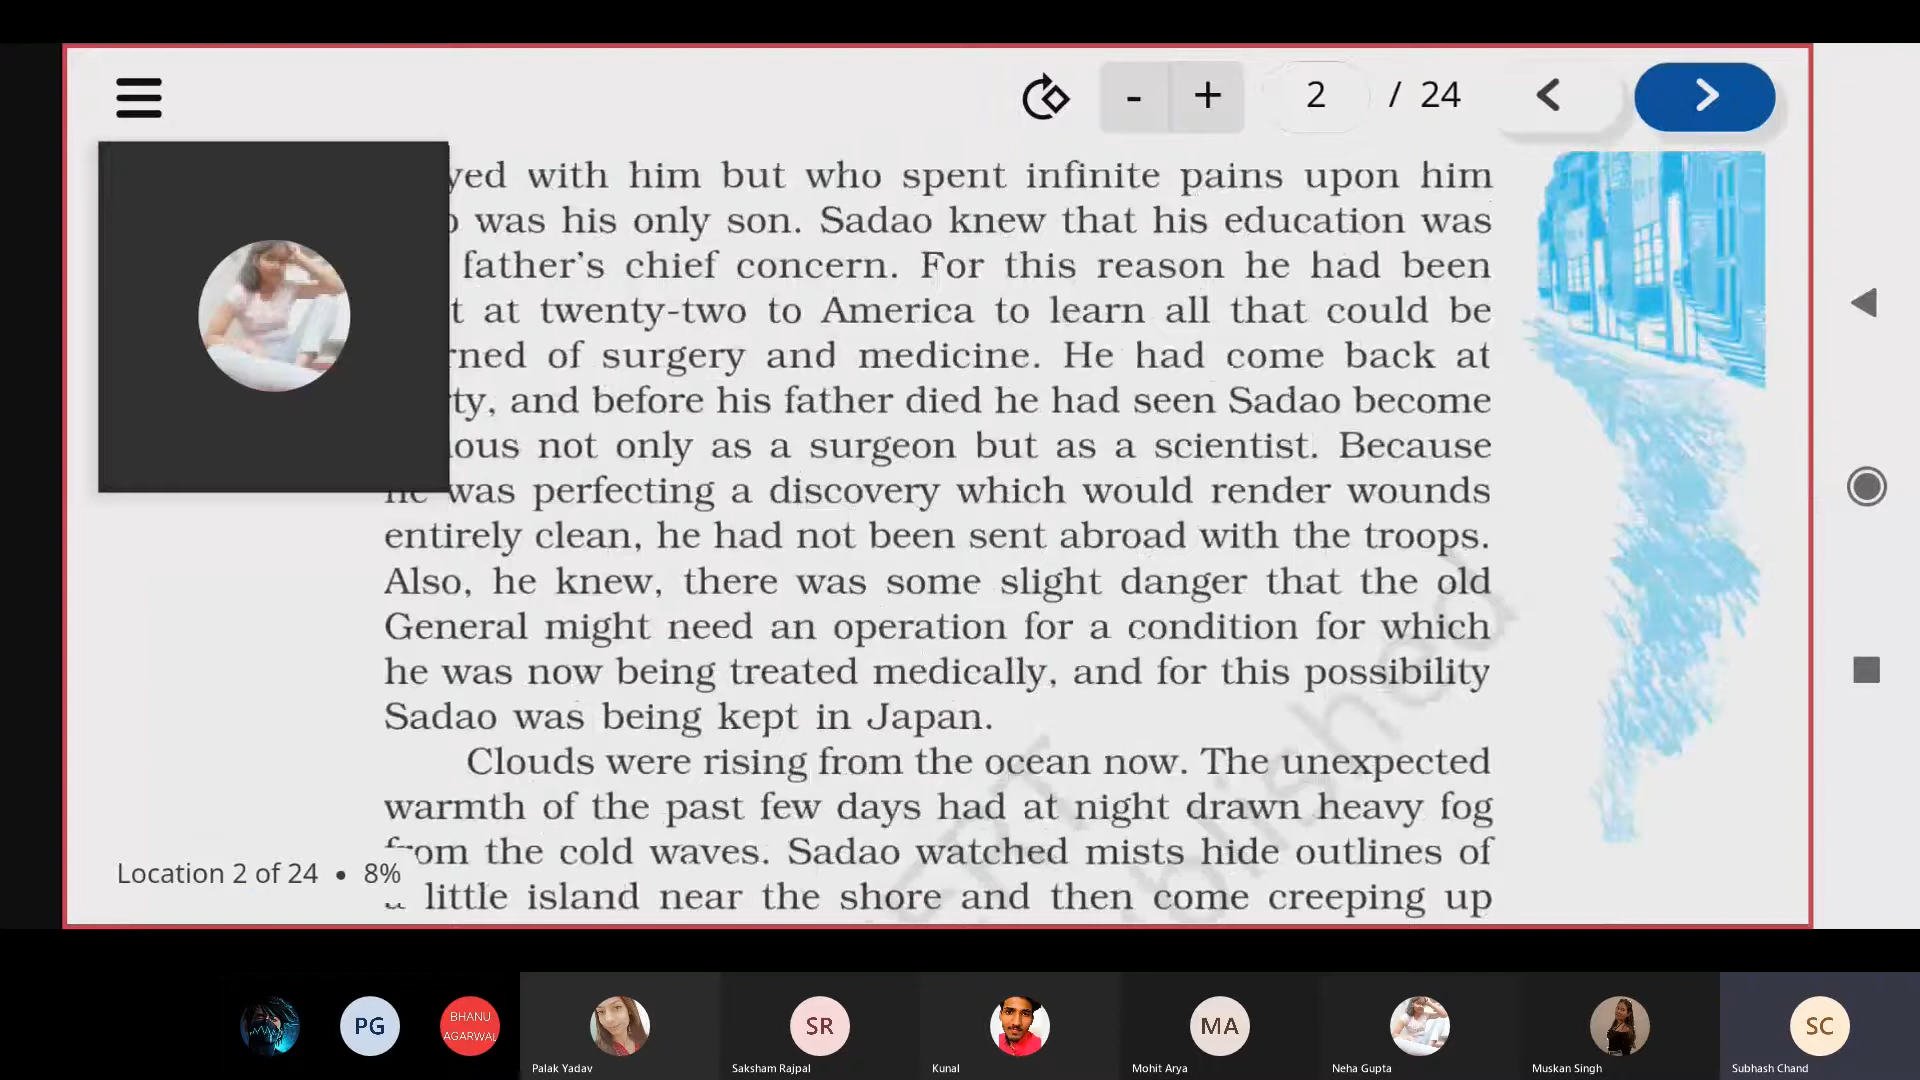 2 / 24
with him but who spent infinite pains upon him
was his only son. Sadao knew that his education was
father's chief concern. For this reason he had been
at twenty-two to America to learn all that could be
of surgery and medicine. He had come back at
and before his father died he had seen Sadao become
not only as a surgeon but as a scientist. Because
he was perfecting a discovery which would render wounds
entirely clean, he had not been sent abroad with the troops.
Also, he knew, there was some slight danger that the old
General might need an operation for a condition for which
he was now being treated medically, and for this possibility
Sadao was being kept in Japan.
Clouds were rising from the ocean now. The unexpected
warmth of the past few days had at night drawn heavy fog
from the cold waves. Sadao watched mists hide outlines of
little island near the shore and then come creeping up
Location 2 of 24 • 8%
PG
BHANU
AGARWAL
SR
MA
SC
Palak Yadav
Saksham Rajpal
Kunal
Mohit Arya
Neha Gupta
Muskan Singh
Subhash Chand